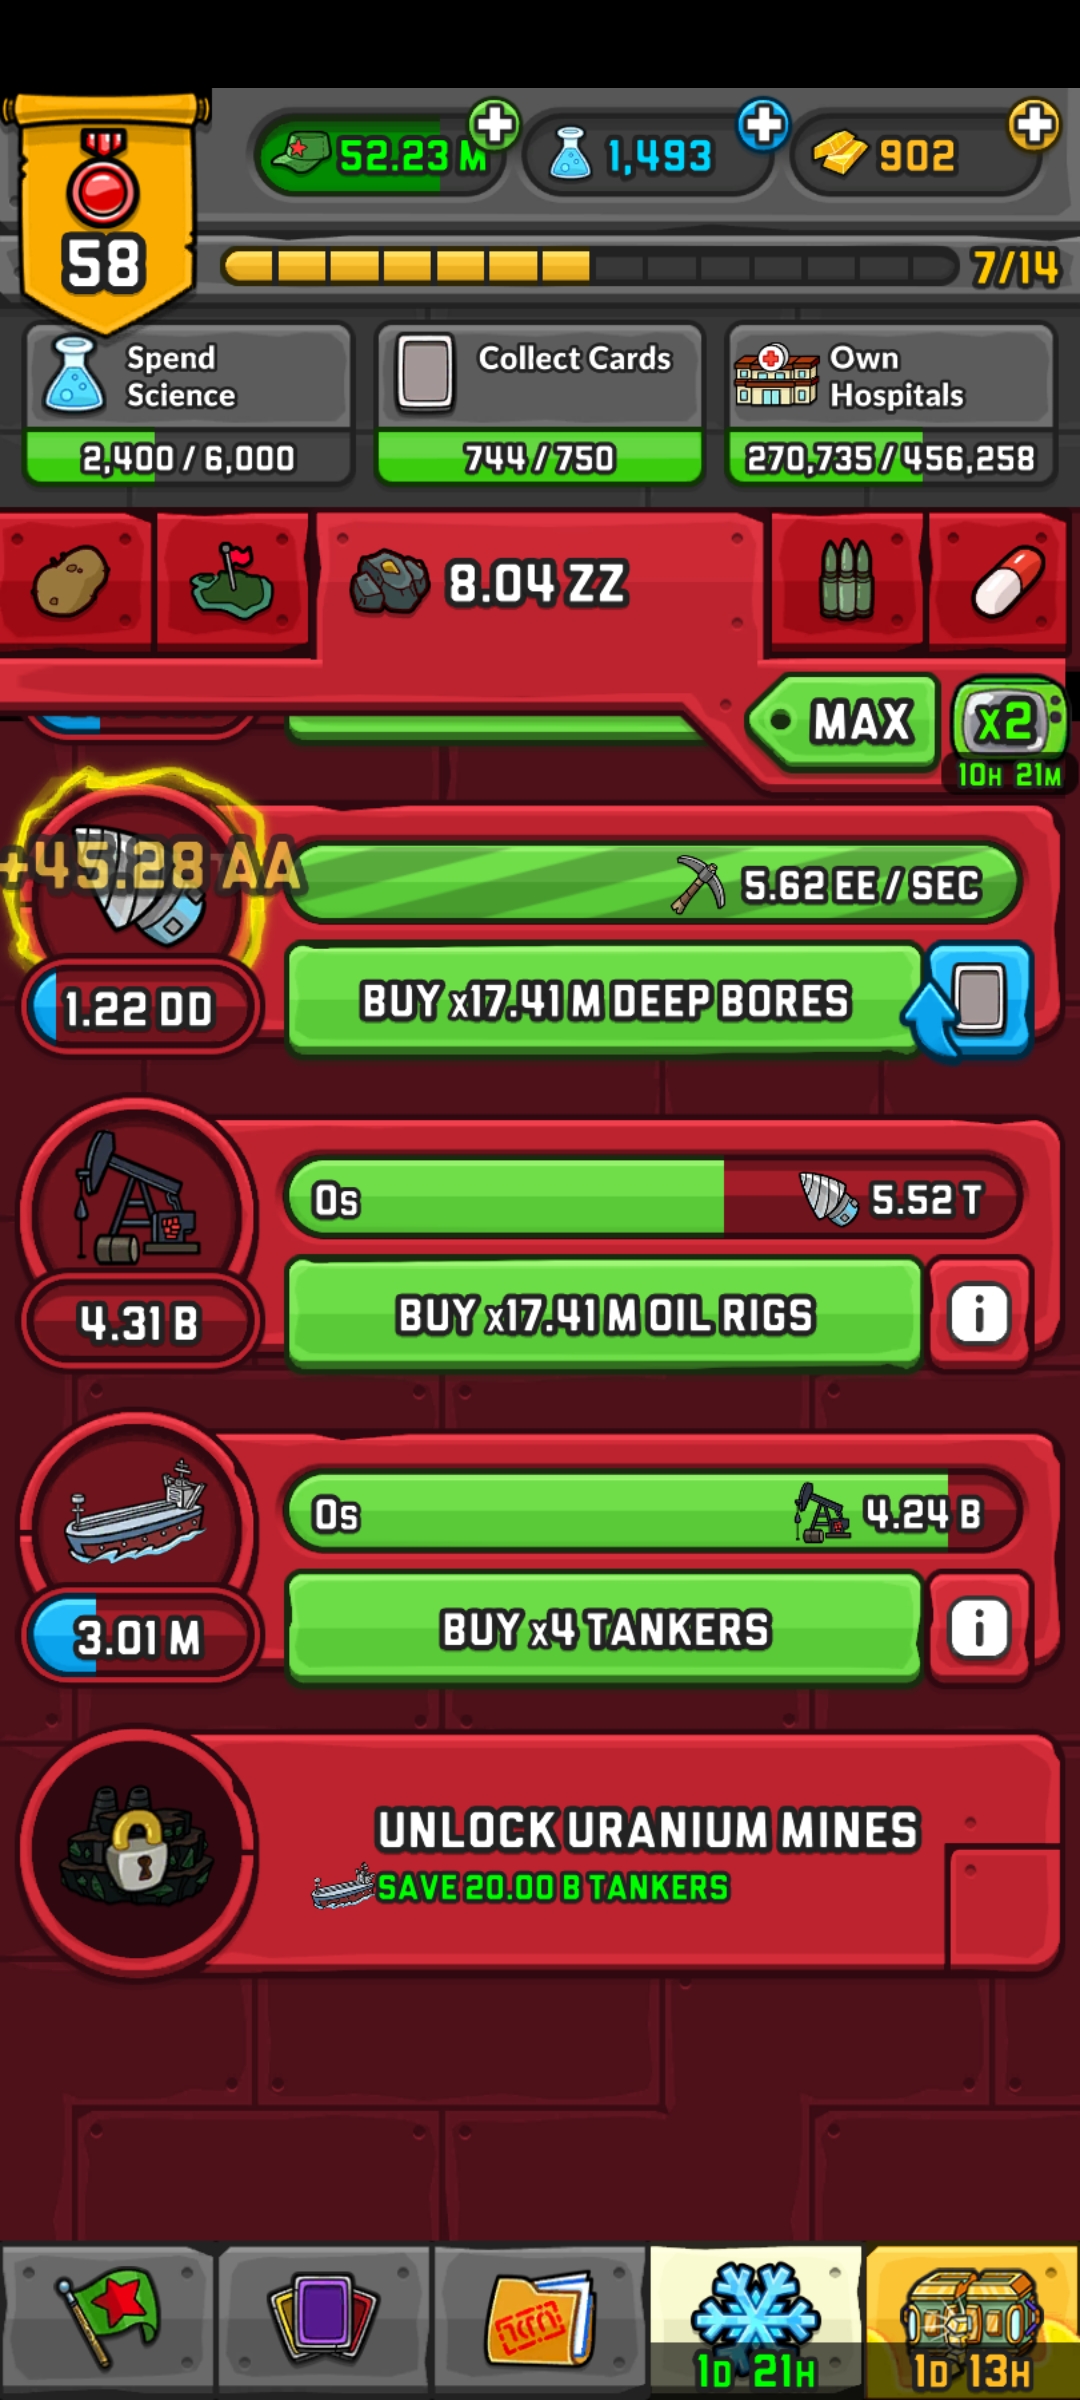 52.23 M
1,493
902
58
7/14
Spend
Science
2,400 / 6,000
Collect Cards
744 / 750
Own
Hospitals
270,735 / 456,258
8.04 ZZ
MAX
x2
10H 21M
+45.28 AA
5.62 EE / SEC
1.22 DD
BUY x17.41 M DEEP BORES
0s
5.52 T
4.31 B
BUY x17.41 M OIL RIGS
i
0s
4.24 B
3.01 M
BUY x4 TANKERS
i
UNLOCK URANIUM MINES
SAVE 20.00 B TANKERS
1D 21H
1D 13H